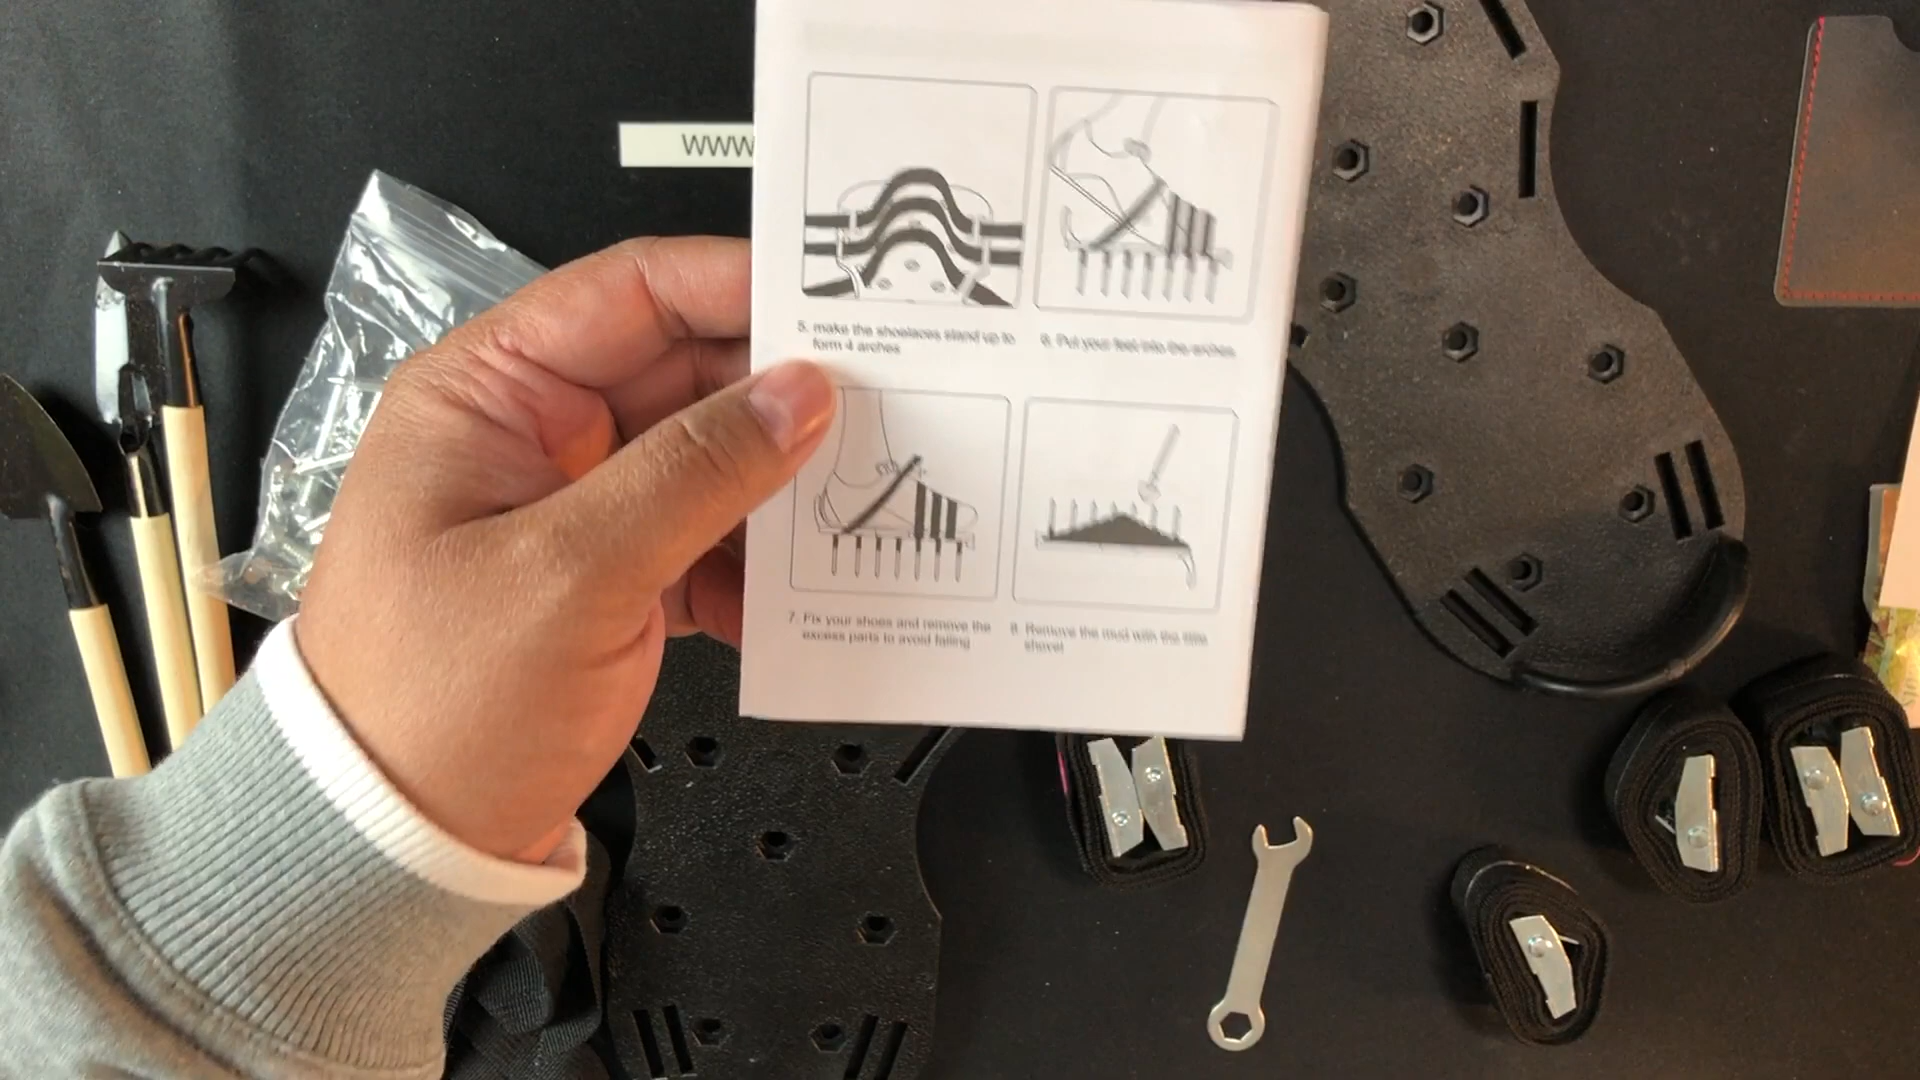 WWW
5. make the shoelaces stand up to
form 4 arches
6. Put your feet into the arches
7. Fix your shoes and remove the
excess parts to avoid falling
8. Remove the mud with the little
shovel